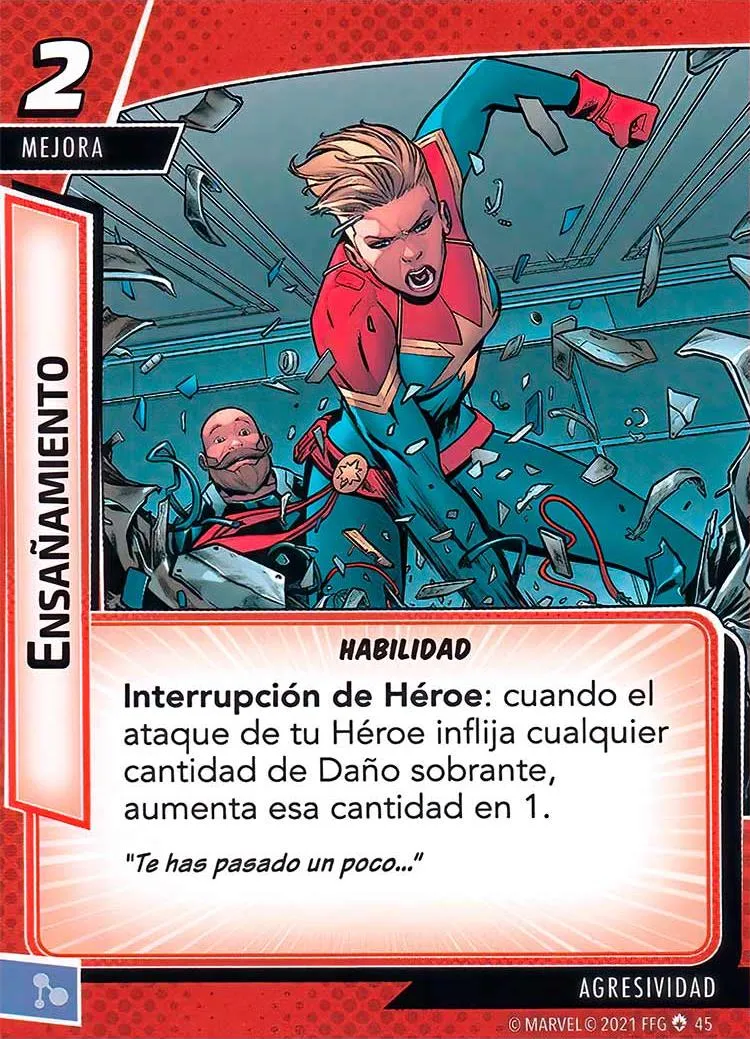 2
MEJORA
ENSAÑAMIENTO
HABILIDAD
Interrupción de Héroe: cuando el
ataque de tu Héroe inflija cualquier
cantidad de Daño sobrante,
aumenta esa cantidad en 1.
"Te has pasado un poco..."
AGRESIVIDAD
© MARVEL © 2021 FFG 45